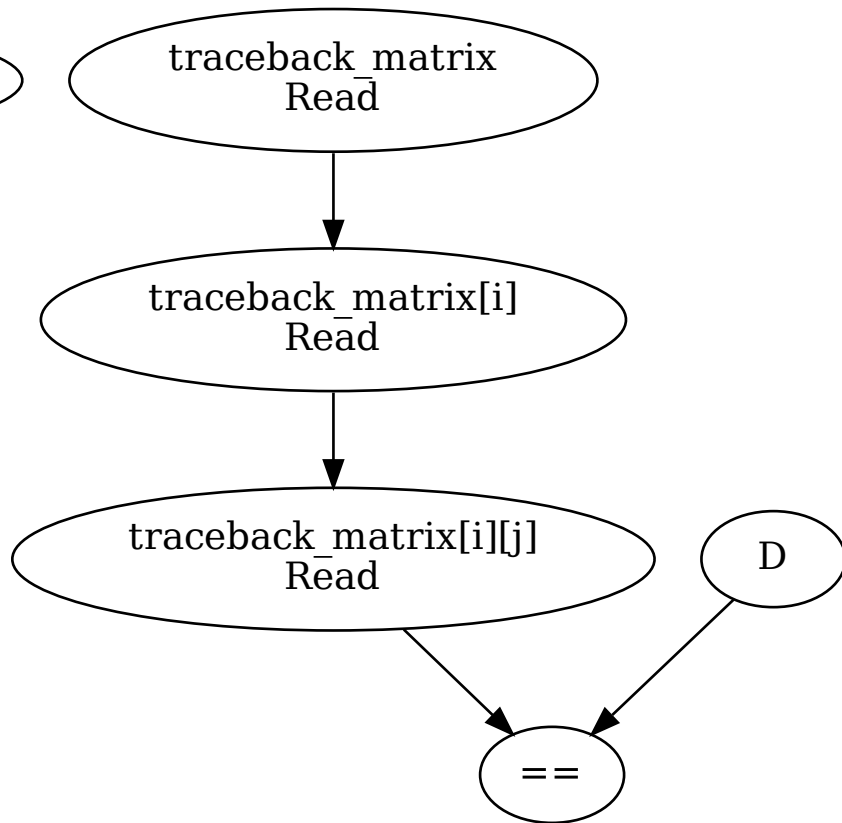 traceback_matrix
Read
traceback_matrix[i]
Read
traceback_matrix[i][j]
Read
D
==